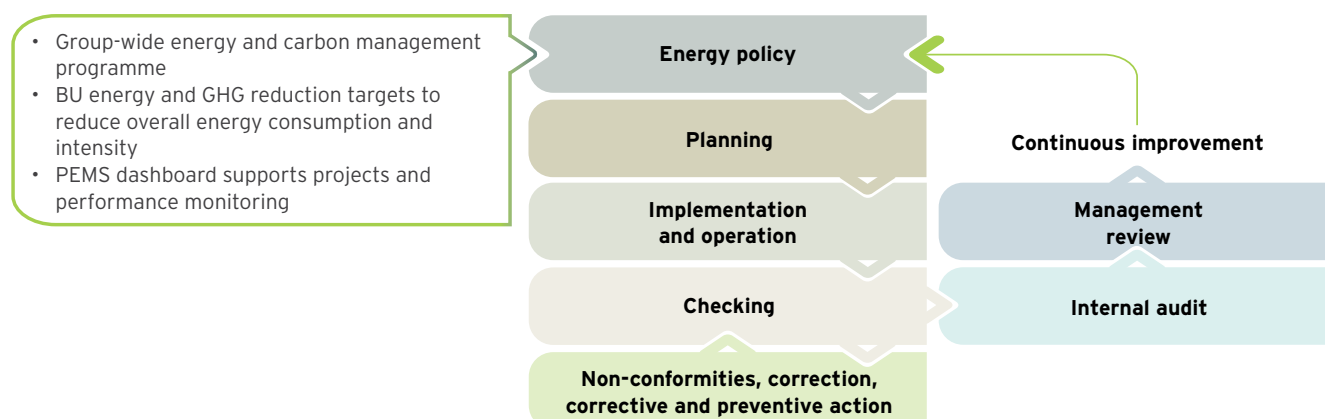 • Group-wide energy and carbon management
programme
• BU energy and GHG reduction targets to
reduce overall energy consumption and
intensity
• PEMS dashboard supports projects and
performance monitoring
Energy policy
Planning
Implementation
and operation
Checking
Non-conformities, correction,
corrective and preventive action
Continuous improvement
Management
review
Internal audit